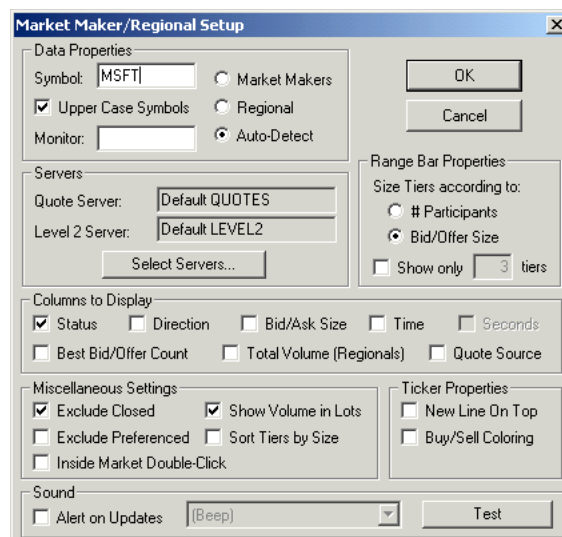 Market Maker/Regional Setup
Data Properties
Symbol: MSFT
Market Makers
Upper Case Symbols
Regional
Monitor:
Auto-Detect
OK
Cancel
Servers
Quote Server: Default QUOTES
Level 2 Server: Default LEVEL2
Select Servers...
Range Bar Properties
Size Tiers according to:
# Participants
Bid/Offer Size
Show only 3 tiers
Columns to Display
Status Direction Bid/Ask Size Time Seconds
Best Bid/Offer Count Total Volume (Regionals) Quote Source
Miscellaneous Settings
Exclude Closed Show Volume in Lots
Exclude Preferenced Sort Tiers by Size
Inside Market Double-Click
Ticker Properties
New Line On Top
Buy/Sell Coloring
Sound
Alert on Updates (Beep) Test